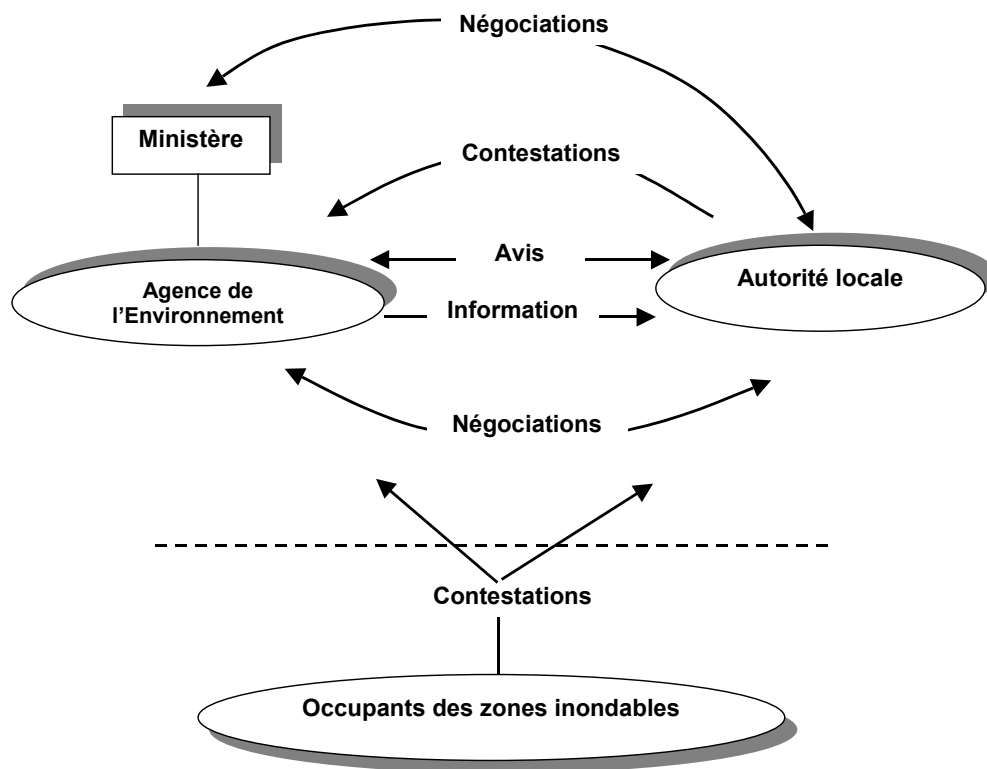 Négociations
Ministère
Contestations
Avis
Autorité locale
Agence de
l'Environnement
Information
Négociations
Contestations
Occupants des zones inondables